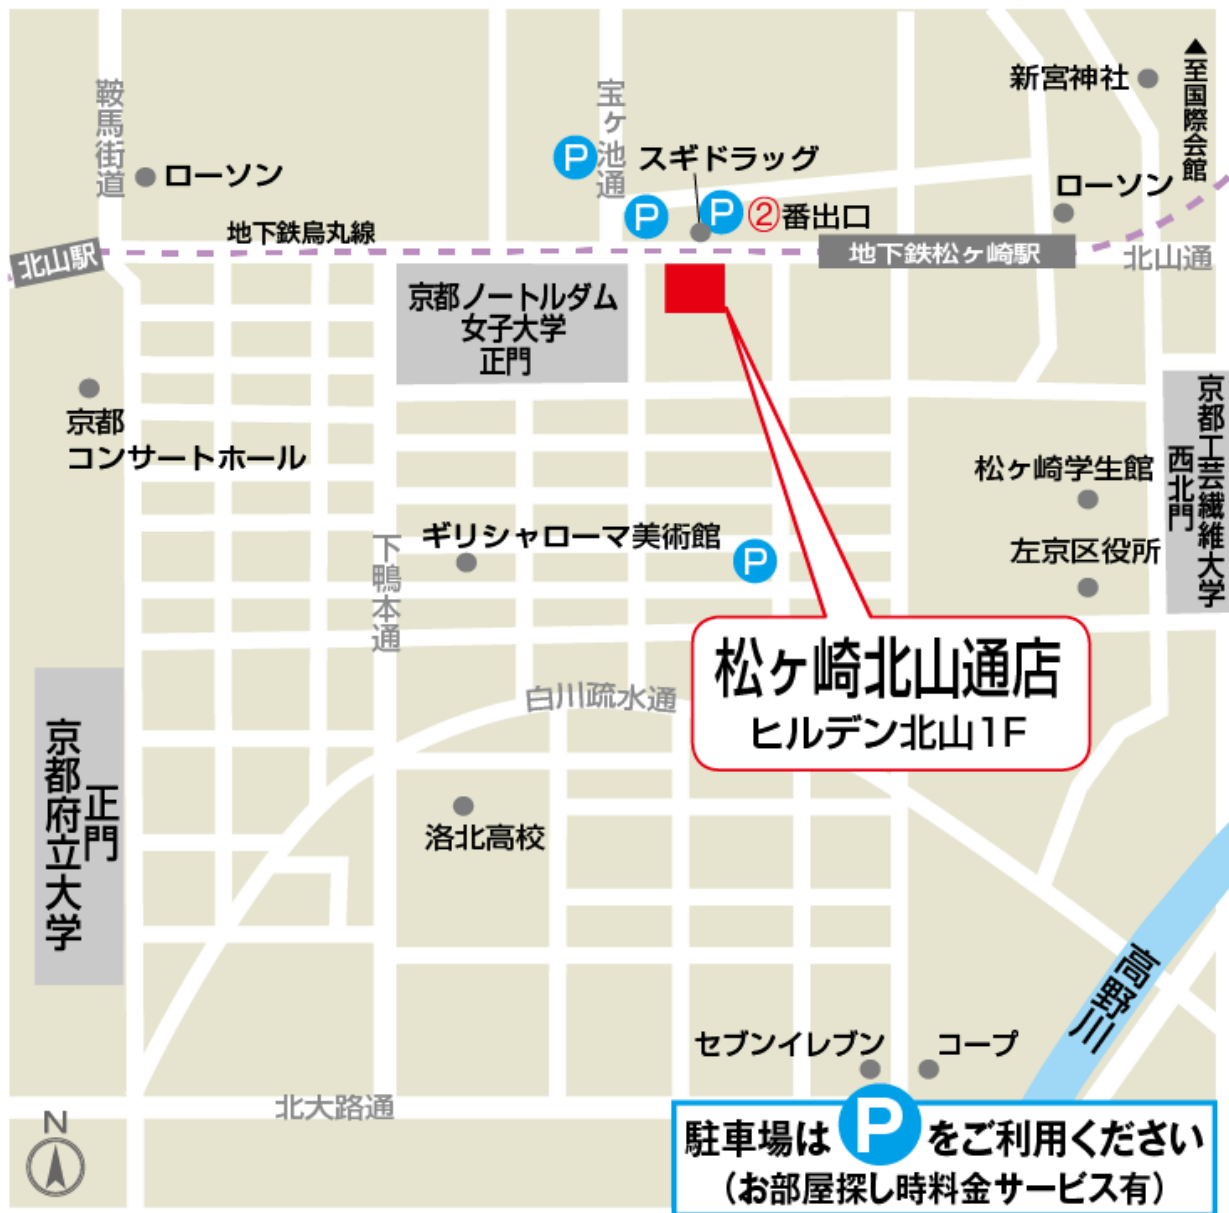 鞍馬街道
宝ヶ池通
新宮神社
▲至国際会館
ローソン
P
スギドラッグ
ローソン
P
P
②番出口
地下鉄烏丸線
北山駅
地下鉄松ヶ崎駅
北山通
京都ノートルダム
女子大学
正門
京都
コンサートホール
京都工芸繊維大学
西北門
松ヶ崎学生館
ギリシャローマ美術館
P
左京区役所
下鴨本通
松ヶ崎北山通店
ヒルデン北山1F
白川疏水通
京都府立大学
正門
洛北高校
高野川
セブンイレブン
コープ
北大路通
N
駐車場はPをご利用ください
（お部屋探し時料金サービス有）